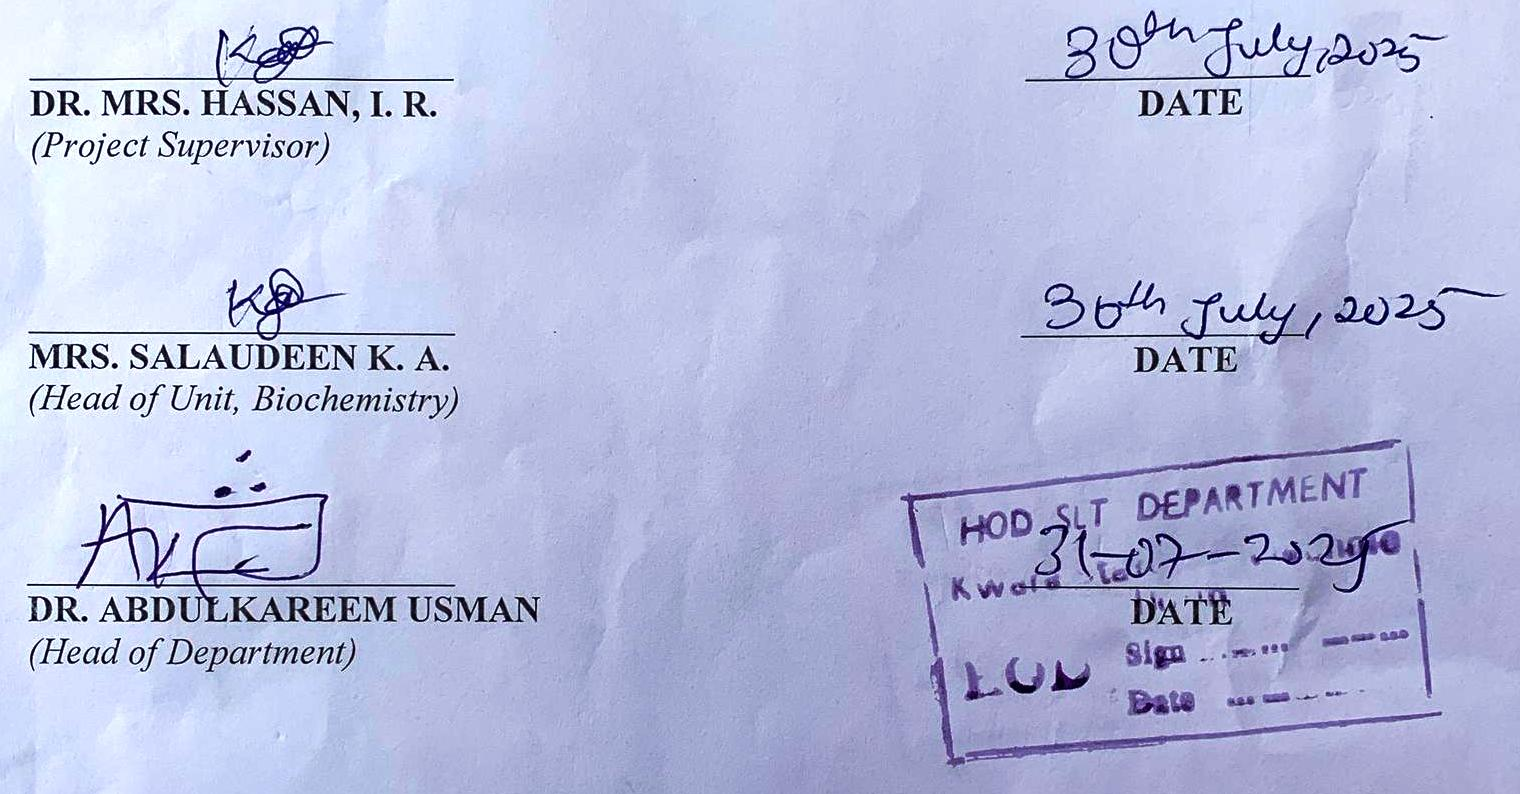 30th July, 2025
DR. MRS. HASSAN, I. R.
DATE
(Project Supervisor)
30th July, 2025
MRS. SALAUDEEN K. A.
DATE
(Head of Unit, Biochemistry)
HOD SLT DEPARTMENT
31-07-2025
DR. ABDULKAREEM USMAN
DATE
(Head of Department)
Sign
Date